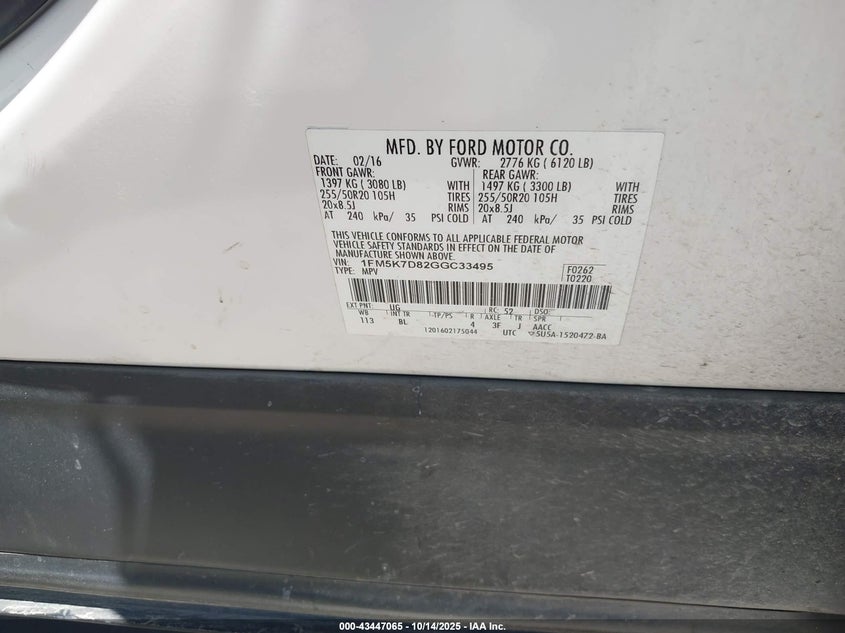 MFD. BY FORD MOTOR CO.
DATE: 02/16 GVWR: 2776 KG ( 6120 LB)
FRONT GAWR: REAR GAWR:
1397 KG ( 3080 LB) WITH 1497 KG ( 3300 LB) WITH
255/50R20 105H TIRES 255/50R20 105H TIRES
20x8.5J RIMS 20x8.5J RIMS
AT 240 kPa/ 35 PSI COLD AT 240 kPa/ 35 PSI COLD
THIS VEHICLE CONFORMS TO ALL APPLICABLE FEDERAL MOTOR
VEHICLE SAFETY STANDARDS IN EFFECT ON THE DATE OF
MANUFACTURE SHOWN ABOVE.
VIN: 1FM5K7D82GGC33495 F0262
TYPE: MPV T0220
EXT PNT: UG RC: 52 DSO:
WB INT TR TP/PS R AXLE TR SPR
113 BL 4 3F J AACC
1201602175044 UTC 5U5A-1520472-BA
000-43447065 | 10/14/2025 | IAA Inc.